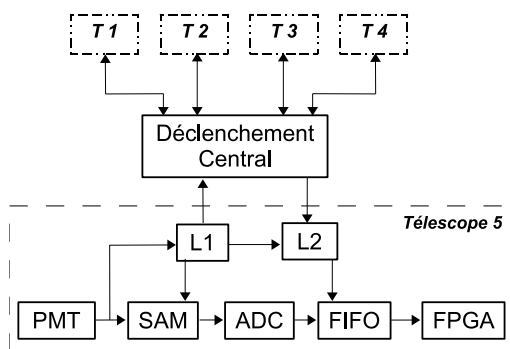 T 1 T 2 T 3 T 4
Déclenchement
Central
Télescope 5
L1 L2
PMT SAM ADC FIFO FPGA